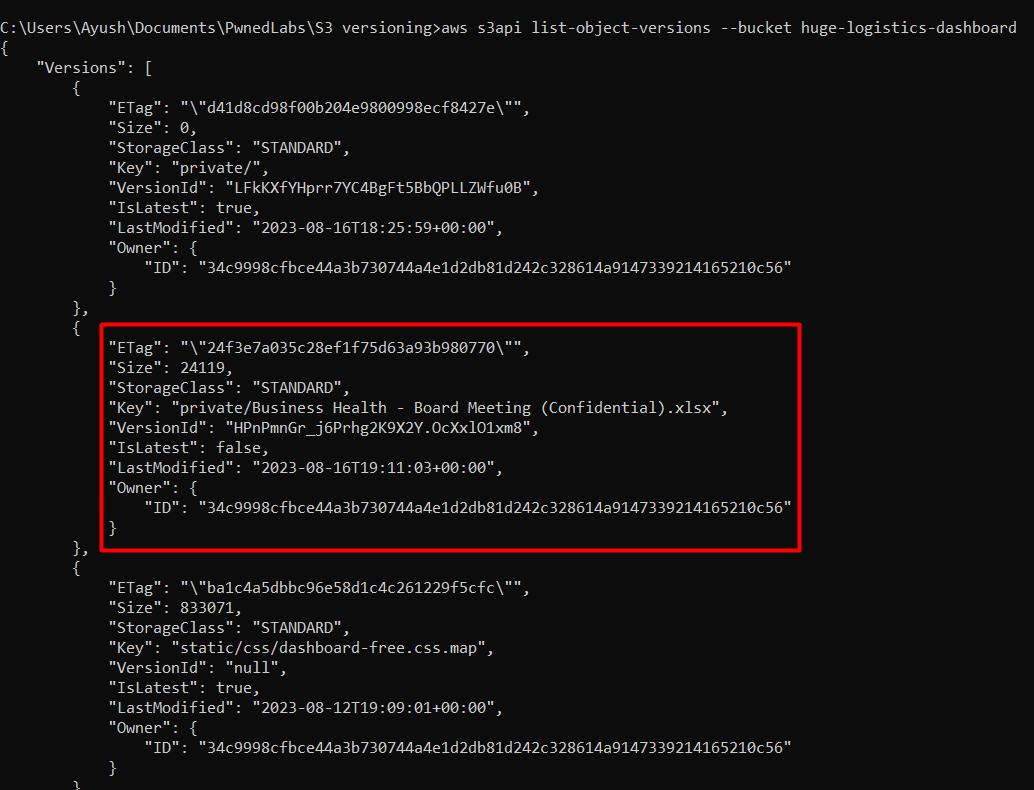 C:\Users\Ayush\Documents\PwnedLabs\S3 versioning>aws s3api list-object-versions --bucket huge-logistics-dashboard
{
    "Versions": [
        {
            "ETag": "\"d41d8cd98f00b204e9800998ecf8427e\"",
            "Size": 0,
            "StorageClass": "STANDARD",
            "Key": "private/",
            "VersionId": "LFkKXfYHprr7YC4BgFt5BbQPLLZWfu0B",
            "IsLatest": true,
            "LastModified": "2023-08-16T18:25:59+00:00",
            "Owner": {
                "ID": "34c9998cfbce44a3b730744a4e1d2db81d242c328614a9147339214165210c56"
            }
        },
        {
            "ETag": "\"24f3e7a035c28ef1f75d63a93b980770\"",
            "Size": 24119,
            "StorageClass": "STANDARD",
            "Key": "private/Business Health - Board Meeting (Confidential).xlsx",
            "VersionId": "HPnPmnGr_j6Prhg2K9X2Y.OcXxlO1xm8",
            "IsLatest": false,
            "LastModified": "2023-08-16T19:11:03+00:00",
            "Owner": {
                "ID": "34c9998cfbce44a3b730744a4e1d2db81d242c328614a9147339214165210c56"
            }
        },
        {
            "ETag": "\"ba1c4a5dbbc96e58d1c4c261229f5cfc\"",
            "Size": 833071,
            "StorageClass": "STANDARD",
            "Key": "static/css/dashboard-free.css.map",
            "VersionId": "null",
            "IsLatest": true,
            "LastModified": "2023-08-12T19:09:01+00:00",
            "Owner": {
                "ID": "34c9998cfbce44a3b730744a4e1d2db81d242c328614a9147339214165210c56"
            }
        }